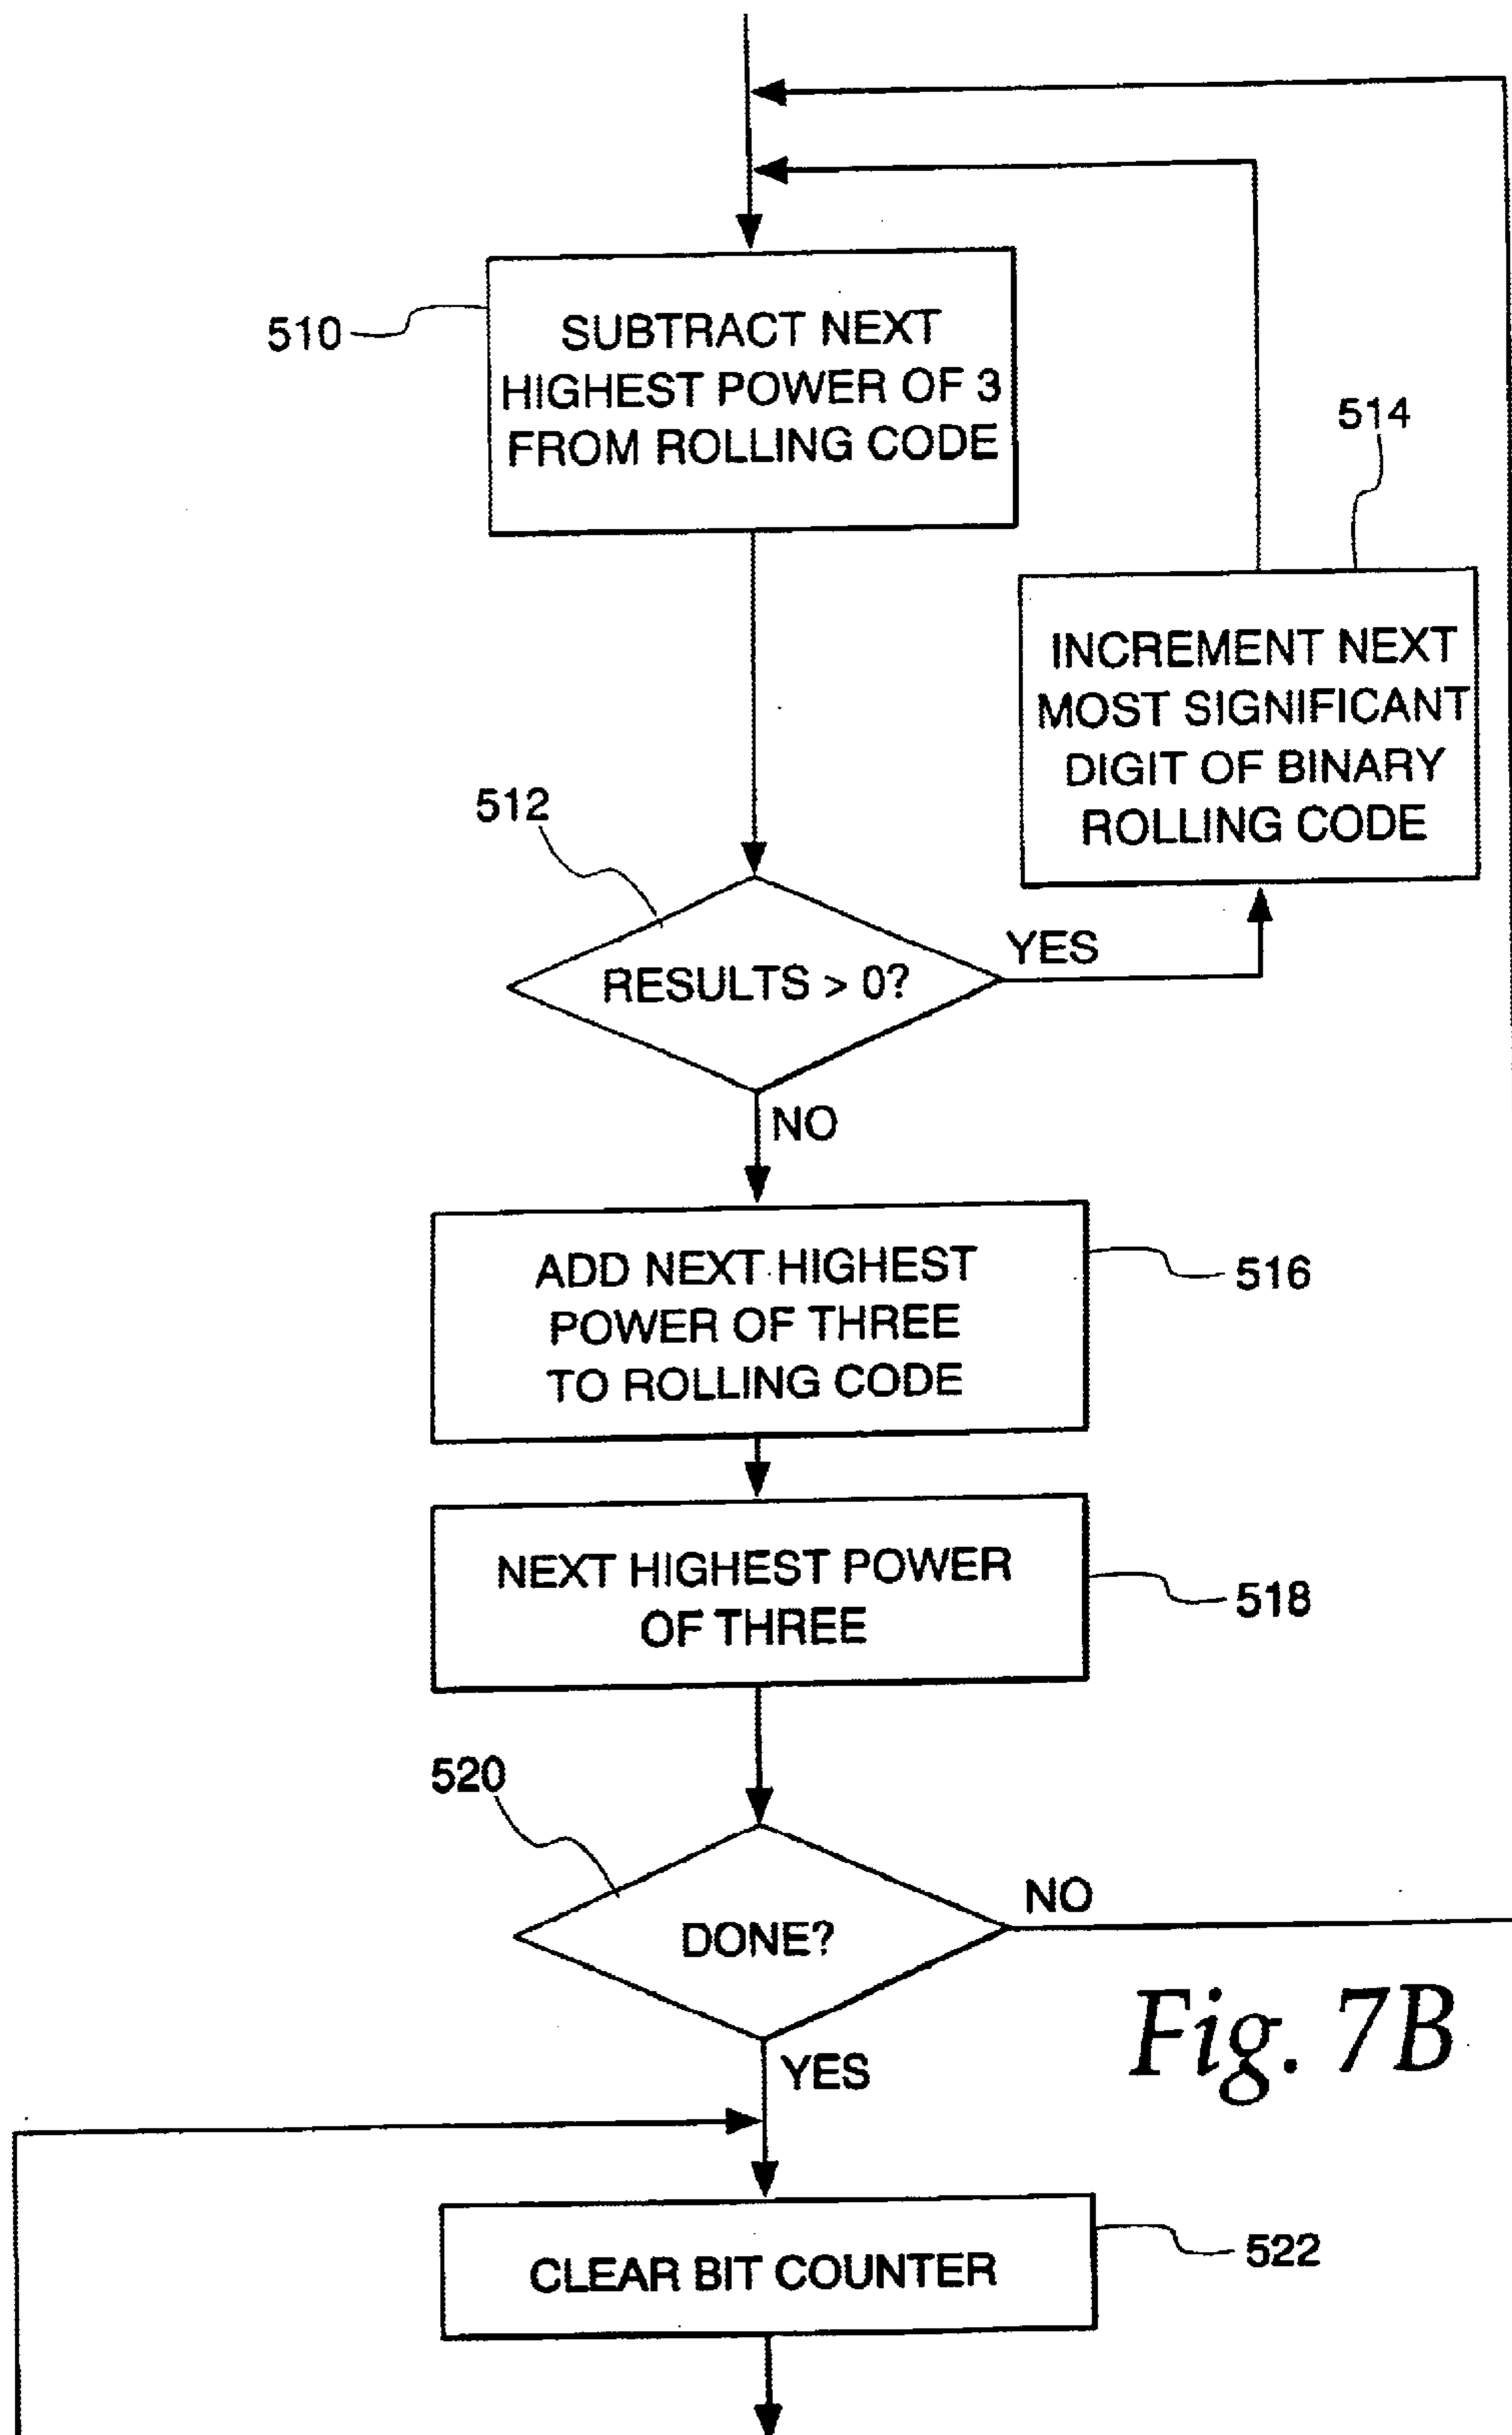 510
SUBTRACT NEXT
HIGHEST POWER OF 3
FROM ROLLING CODE
514
INCREMENT NEXT
MOST SIGNIFICANT
DIGIT OF BINARY
ROLLING CODE
512
RESULTS > 0?
YES
NO
ADD NEXT HIGHEST
POWER OF THREE
TO ROLLING CODE
516
NEXT HIGHEST POWER
OF THREE
518
520
DONE?
NO
YES
Fig. 7B
CLEAR BIT COUNTER
522